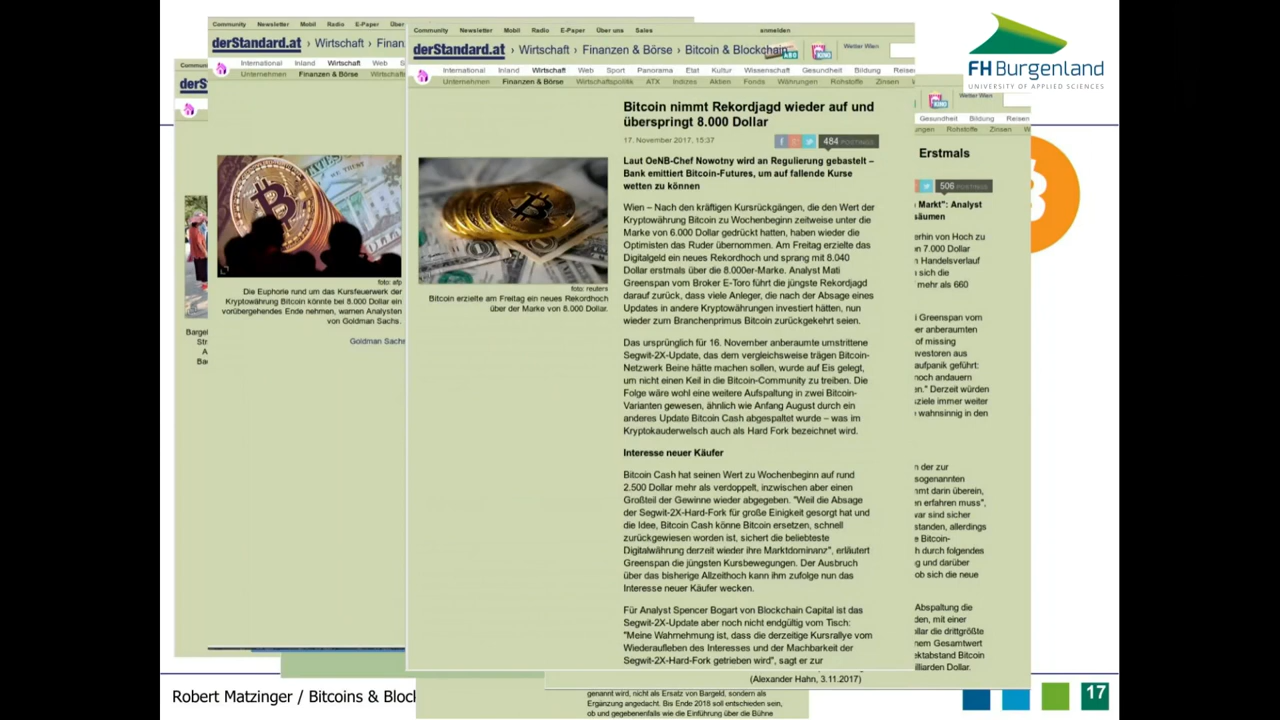 Community Newsletter Mobil Radio E-Paper Über
derStandard.at › Wirtschaft › Finan
International Inland Wirtschaft Web S
Unternehmen Finanzen & Börse Wirtschafts
Commun
derS
foto: afp
Die Euphorie rund um das Kursfeuerwerk der
Kryptowährung Bitcoin könnte bei 8.000 Dollar ein
vorübergehendes Ende nehmen, warnen Analysten
von Goldman Sachs.
Goldman Sachs
Bargel
Str
A
Ba
Community Newsletter Mobil Radio E-Paper Über uns Sales anmelden
derStandard.at › Wirtschaft › Finanzen & Börse › Bitcoin & Blockchain
ABO KINO Wetter Wien
International Inland Wirtschaft Web Sport Panorama Etat Kultur Wissenschaft Gesundheit Bildung Reisen
Unternehmen Finanzen & Börse Wirtschaftspolitik ATX Indizes Aktien Fonds Währungen Rohstoffe Zinsen
Bitcoin nimmt Rekordjagd wieder auf und
überspringt 8.000 Dollar
17. November 2017, 15:37
484 POSTINGS
Laut OeNB-Chef Nowotny wird an Regulierung gebastelt –
Bank emittiert Bitcoin-Futures, um auf fallende Kurse
wetten zu können
Wien – Nach den kräftigen Kursrückgängen, die den Wert der
Kryptowährung Bitcoin zu Wochenbeginn zeitweise unter die
Marke von 6.000 Dollar gedrückt hatten, haben wieder die
Optimisten das Ruder übernommen. Am Freitag erzielte das
Digitalgeld ein neues Rekordhoch und sprang mit 8.040
Dollar erstmals über die 8.000er-Marke. Analyst Mati
Greenspan vom Broker E-Toro führt die jüngste Rekordjagd
darauf zurück, dass viele Anleger, die nach der Absage eines
Updates in andere Kryptowährungen investiert hätten, nun
wieder zum Branchenprimus Bitcoin zurückgekehrt seien.
Das ursprünglich für 16. November anberaumte umstrittene
Segwit-2X-Update, das dem vergleichsweise trägen Bitcoin-
Netzwerk Beine hätte machen sollen, wurde auf Eis gelegt,
um nicht einen Keil in die Bitcoin-Community zu treiben. Die
Folge wäre wohl eine weitere Aufspaltung in zwei Bitcoin-
Varianten gewesen, ähnlich wie Anfang August durch ein
anderes Update Bitcoin Cash abgespaltet wurde – was im
Kryptokauderwelsch auch als Hard Fork bezeichnet wird.
Interesse neuer Käufer
Bitcoin Cash hat seinen Wert zu Wochenbeginn auf rund
2.500 Dollar mehr als verdoppelt, inzwischen aber einen
Großteil der Gewinne wieder abgegeben. "Weil die Absage
der Segwit-2X-Hard-Fork für große Einigkeit gesorgt hat und
die Idee, Bitcoin Cash könne Bitcoin ersetzen, schnell
zurückgewiesen worden ist, sichert die beliebteste
Digitalwährung derzeit wieder ihre Marktdominanz", erläutert
Greenspan die jüngsten Kursbewegungen. Der Ausbruch
über das bisherige Allzeithoch kann ihm zufolge nun das
Interesse neuer Käufer wecken.
Für Analyst Spencer Bogart von Blockchain Capital ist das
Segwit-2X-Update aber noch nicht endgültig vom Tisch:
"Meine Wahrnehmung ist, dass die derzeitige Kursrallye vom
Wiederaufleben des Interesses und der Machbarkeit der
Segwit-2X-Hard-Fork getrieben wird", sagt er zur
foto: reuters
Bitcoin erzielte am Freitag ein neues Rekordhoch
über der Marke von 8.000 Dollar.
FH Burgenland
UNIVERSITY OF APPLIED SCIENCES
KINO Wetter Wien
Gesundheit Bildung Reisen
ungen Rohstoffe Zinsen W
Erstmals
506 POSTINGS
Markt": Analyst
säumen
erhin von Hoch zu
n 7.000 Dollar
Handelsverlauf
sich die
mehr als 660
Greenspan vom
er anberaumten
of missing
vestoren aus
aufpanik geführt:
noch andauern
en." Derzeit würden
sziele immer weiter
wahnsinnig in den
n der zur
sogenannten
mmt darin überein,
en erfahren muss",
war sind sicher
standen, allerdings
e Bitcoin-
h durch folgendes
g und darüber
ob sich die neue
Abspaltung die
den, mit einer
ollar die drittgrößte
nem Gesamtwert
ektabstand Bitcoin
illiarden Dollar.
(Alexander Hahn, 3.11.2017)
Robert Matzinger / Bitcoins & Bloc
genannt wird, nicht als Ersatz von Bargeld, sondern als
Ergänzung angedacht. Bis Ende 2018 soll entschieden sein,
ob und gegebenenfalls wie die Einführung über die Bühne
17